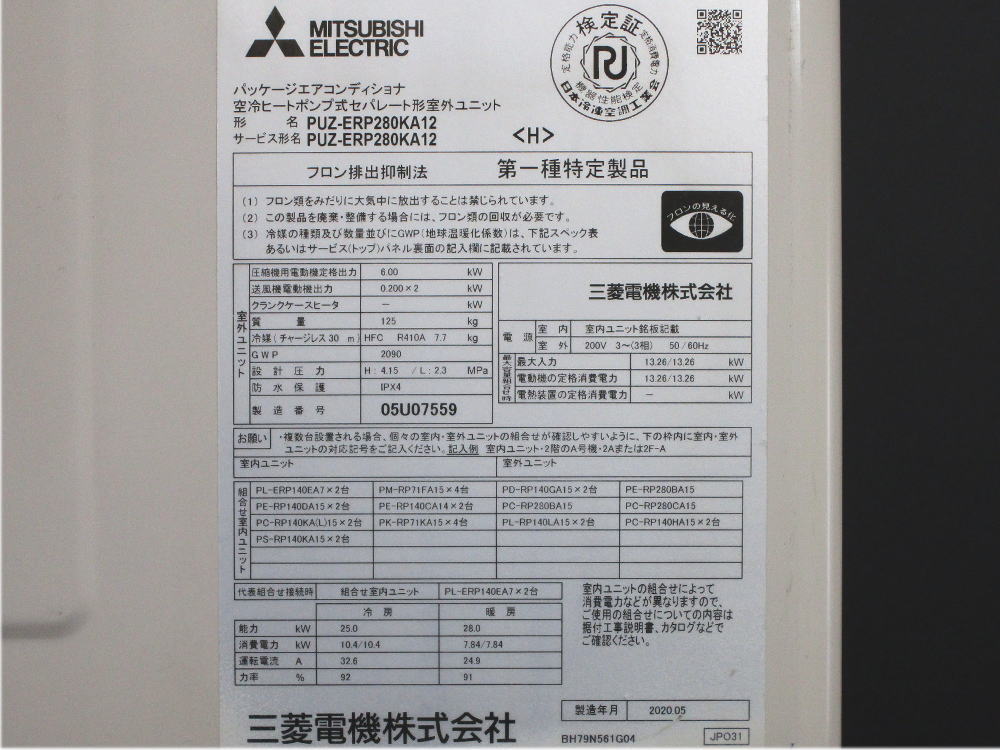 MITSUBISHI
ELECTRIC
検定証
定格能力
定格消費電力
機器性能検定
日本冷凍空調工業会
パッケージエアコンディショナ
空冷ヒートポンプ式セパレート形室外ユニット
形 名 PUZ-ERP280KA12
サービス形名 PUZ-ERP280KA12
<H>
フロン排出抑制法 第一種特定製品
(1) フロン類をみだりに大気中に放出することは禁じられています。
(2) この製品を廃棄・整備する場合には、フロン類の回収が必要です。
(3) 冷媒の種類及び数量並びにGWP(地球温暖化係数)は、下記スペック表
あるいはサービス(トップ)パネル裏面の記入欄に記載されています。
フロンの見える化
室外ユニット
圧縮機用電動機定格出力 6.00 kW
送風機電動機出力 0.200×2 kW
クランクケースヒータ — kW
質 量 125 kg
冷媒(チャージレス30 m) HFC R410A 7.7 kg
GWP 2090
設計圧力 H:4.15 /L:2.3 MPa
防水保護 IPX4
製造番号 05U07559
三菱電機株式会社
電源 室内 室内ユニット銘板記載
室外 200V 3～(3相) 50/60Hz
最大容量組合せ時
最大入力 13.26/13.26 kW
電動機の定格消費電力 13.26/13.26 kW
電熱装置の定格消費電力 — kW
お願い ・複数台設置される場合、個々の室内・室外ユニットの組合せが確認しやすいように、下の枠内に室内・室外
ユニットの対応記号をご記入ください。記入例 室内ユニット・2階のA号機・2Aまたは2F-A
室内ユニット 室外ユニット
組合せ室内ユニット
PL-ERP140EA7×2台 PM-RP71FA15×4台 PD-RP140GA15×2台 PE-RP280BA15
PE-RP140DA15×2台 PE-RP140CA14×2台 PC-RP280BA15 PC-RP280CA15
PC-RP140KA(L)15×2台 PK-RP71KA15×4台 PL-RP140LA15×2台 PC-RP140HA15×2台
PS-RP140KA15×2台
代表組合せ接続時 組合せ室内ユニット PL-ERP140EA7×2台
冷房 暖房
能力 kW 25.0 28.0
消費電力 kW 10.4/10.4 7.84/7.84
運転電流 A 32.6 24.9
力率 % 92 91
室内ユニットの組合せによって
消費電力などが異なりますので、
ご使用の組合せについての内容は
据付工事説明書、カタログなどで
ご確認ください。
三菱電機株式会社
製造年月 2020.05
BH79N561G04 JPO31